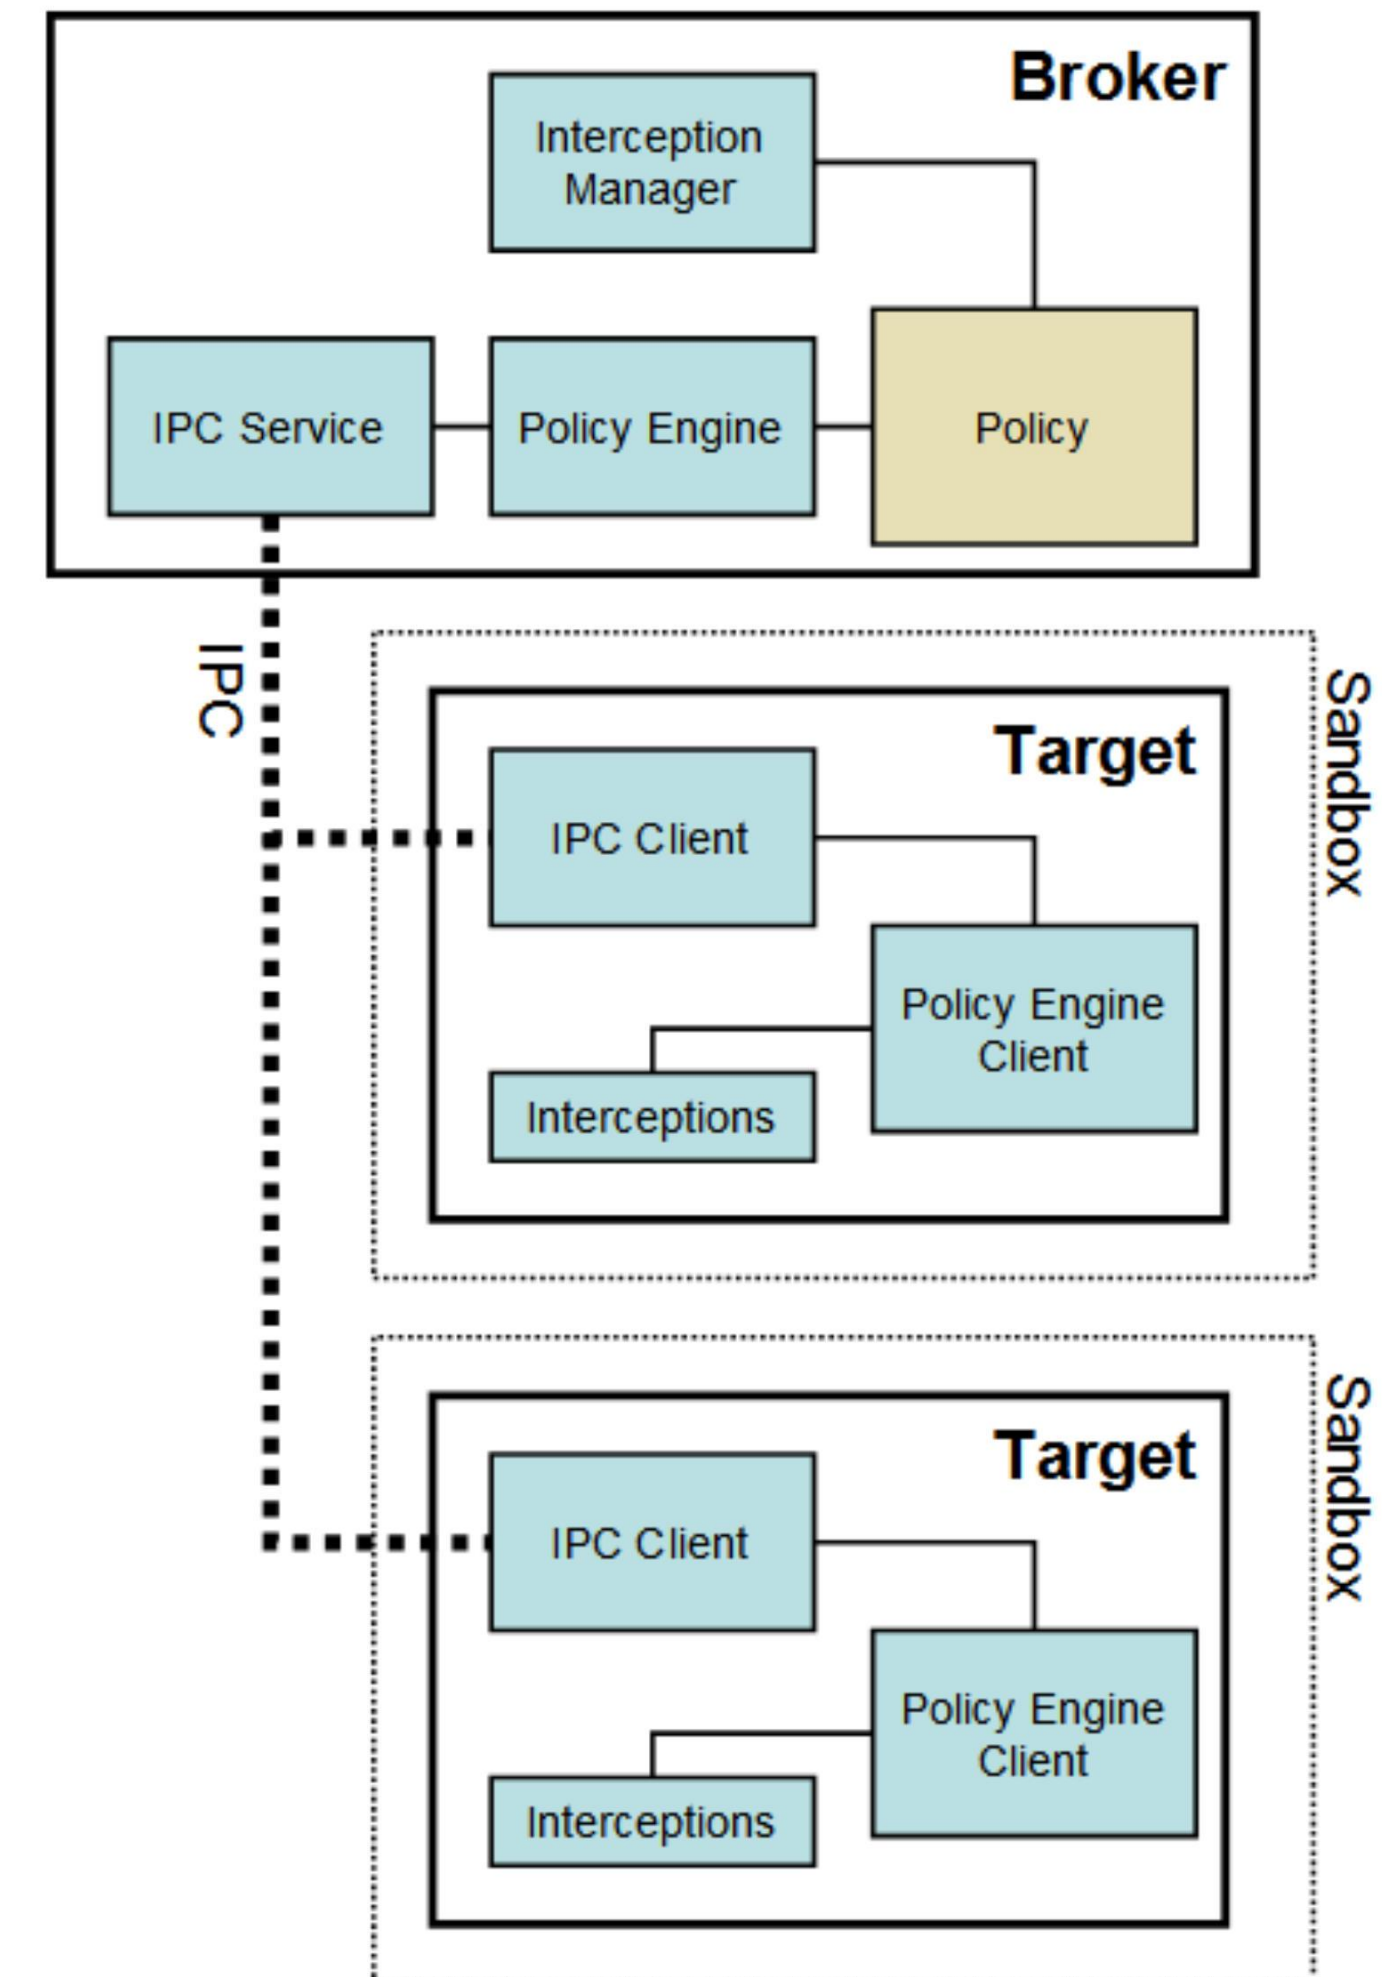 Broker
Interception
Manager
IPC Service
Policy Engine
Policy
IPC
Sandbox
Target
IPC Client
Policy Engine
Client
Interceptions
Sandbox
Target
IPC Client
Policy Engine
Client
Interceptions